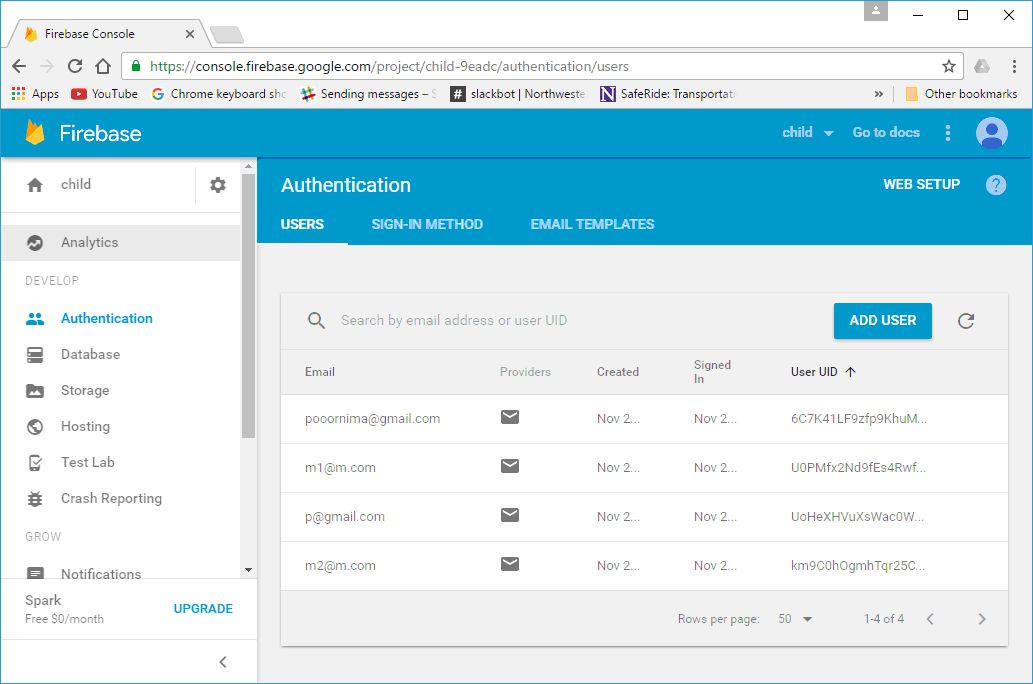 Firebase Console
https://console.firebase.google.com/project/child-9eadc/authentication/users
Apps YouTube Chrome keyboard sho Sending messages – S slackbot | Northweste SafeRide: Transportati » Other bookmarks
Firebase child Go to docs
child
Analytics
DEVELOP
Authentication
Database
Storage
Hosting
Test Lab
Crash Reporting
GROW
Notifications
Spark
Free $0/month
UPGRADE
Authentication WEB SETUP ?
USERS SIGN-IN METHOD EMAIL TEMPLATES
Search by email address or user UID ADD USER
Email Providers Created Signed In User UID ↑
pooornima@gmail.com Nov 2... Nov 2... 6C7K41LF9zfp9KhuM...
m1@m.com Nov 2... Nov 2... U0PMfx2Nd9fEs4Rwf...
p@gmail.com Nov 2... Nov 2... UoHeXHVuXsWac0W...
m2@m.com Nov 2... Nov 2... km9C0hOgmhTqr25C...
Rows per page: 50 1-4 of 4